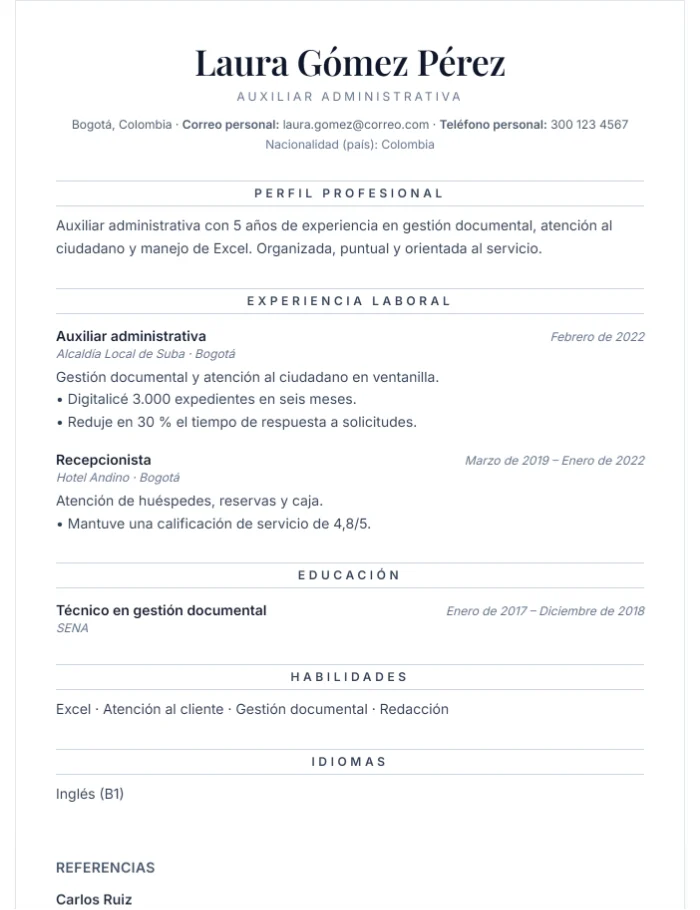 Laura Gómez Pérez
AUXILIAR ADMINISTRATIVA
Bogotá, Colombia · Correo personal: laura.gomez@correo.com · Teléfono personal: 300 123 4567
Nacionalidad (país): Colombia
PERFIL PROFESIONAL
Auxiliar administrativa con 5 años de experiencia en gestión documental, atención al
ciudadano y manejo de Excel. Organizada, puntual y orientada al servicio.
EXPERIENCIA LABORAL
Auxiliar administrativa Febrero de 2022
Alcaldía Local de Suba · Bogotá
Gestión documental y atención al ciudadano en ventanilla.
• Digitalicé 3.000 expedientes en seis meses.
• Reduje en 30 % el tiempo de respuesta a solicitudes.
Recepcionista Marzo de 2019 – Enero de 2022
Hotel Andino · Bogotá
Atención de huéspedes, reservas y caja.
• Mantuve una calificación de servicio de 4,8/5.
EDUCACIÓN
Técnico en gestión documental Enero de 2017 – Diciembre de 2018
SENA
HABILIDADES
Excel · Atención al cliente · Gestión documental · Redacción
IDIOMAS
Inglés (B1)
REFERENCIAS
Carlos Ruiz